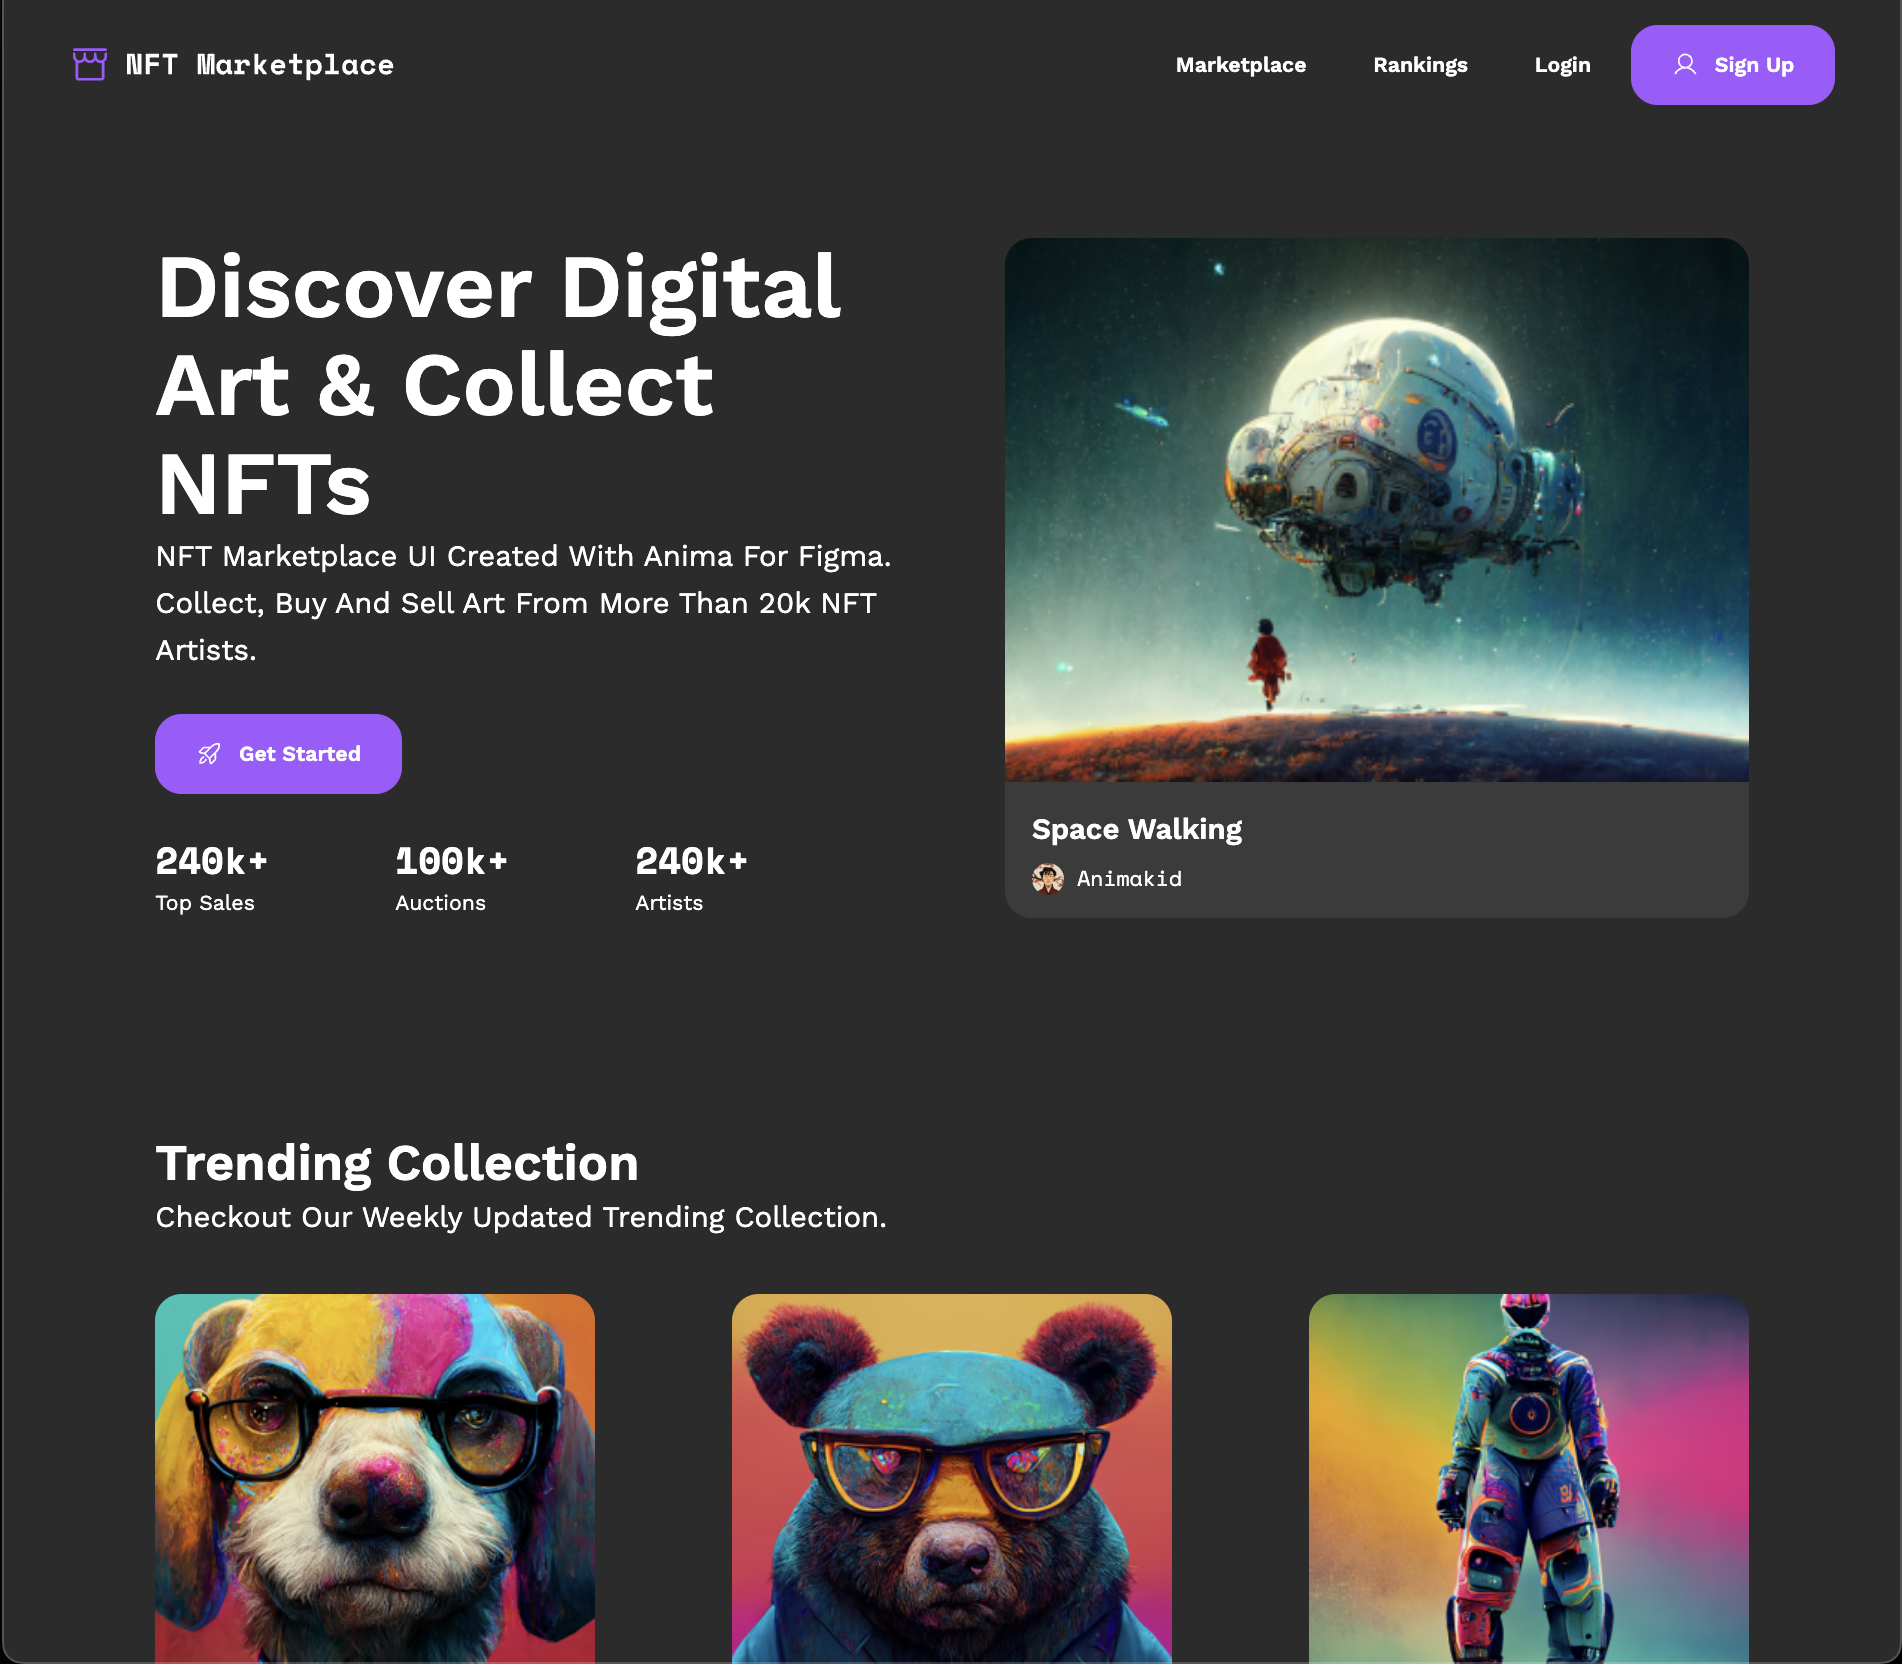 NFT Marketplace
Marketplace
Rankings
Login
Sign Up
Discover Digital
Art & Collect
NFTs
NFT Marketplace UI Created With Anima For Figma.
Collect, Buy And Sell Art From More Than 20k NFT
Artists.
Get Started
240k+
Top Sales
100k+
Auctions
240k+
Artists
Space Walking
Animakid
Trending Collection
Checkout Our Weekly Updated Trending Collection.